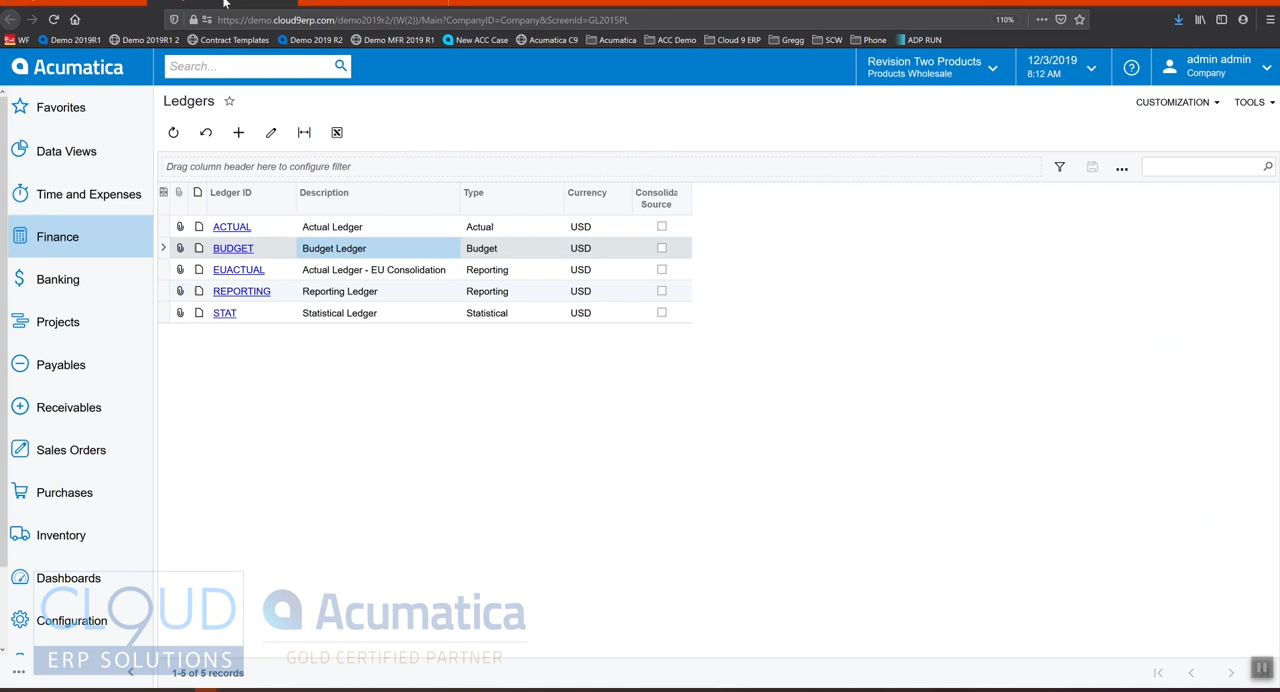 https://demo.cloud9erp.com/demo2019r2/(W(2))/Main?CompanyID=Company&ScreenId=GL2015PL
110%
WF Demo 2019R1 Demo 2019R1 2 Contract Templates Demo 2019 R2 Demo MFR 2019 R1 New ACC Case Acumatica C9 Acumatica ACC Demo Cloud 9 ERP Gregg SCW Phone ADP RUN
Acumatica
Search...
Revision Two Products
Products Wholesale
12/3/2019
8:12 AM
admin admin
Company
Favorites
Data Views
Time and Expenses
Finance
Banking
Projects
Payables
Receivables
Sales Orders
Purchases
Inventory
Dashboards
Configuration
Ledgers
CUSTOMIZATION TOOLS
Drag column header here to configure filter
Ledger ID Description Type Currency Consolida
Source
ACTUAL Actual Ledger Actual USD
BUDGET Budget Ledger Budget USD
EUACTUAL Actual Ledger - EU Consolidation Reporting USD
REPORTING Reporting Ledger Reporting USD
STAT Statistical Ledger Statistical USD
CLOUD
9
ERP SOLUTIONS
Acumatica
GOLD CERTIFIED PARTNER
1-5 of 5 records